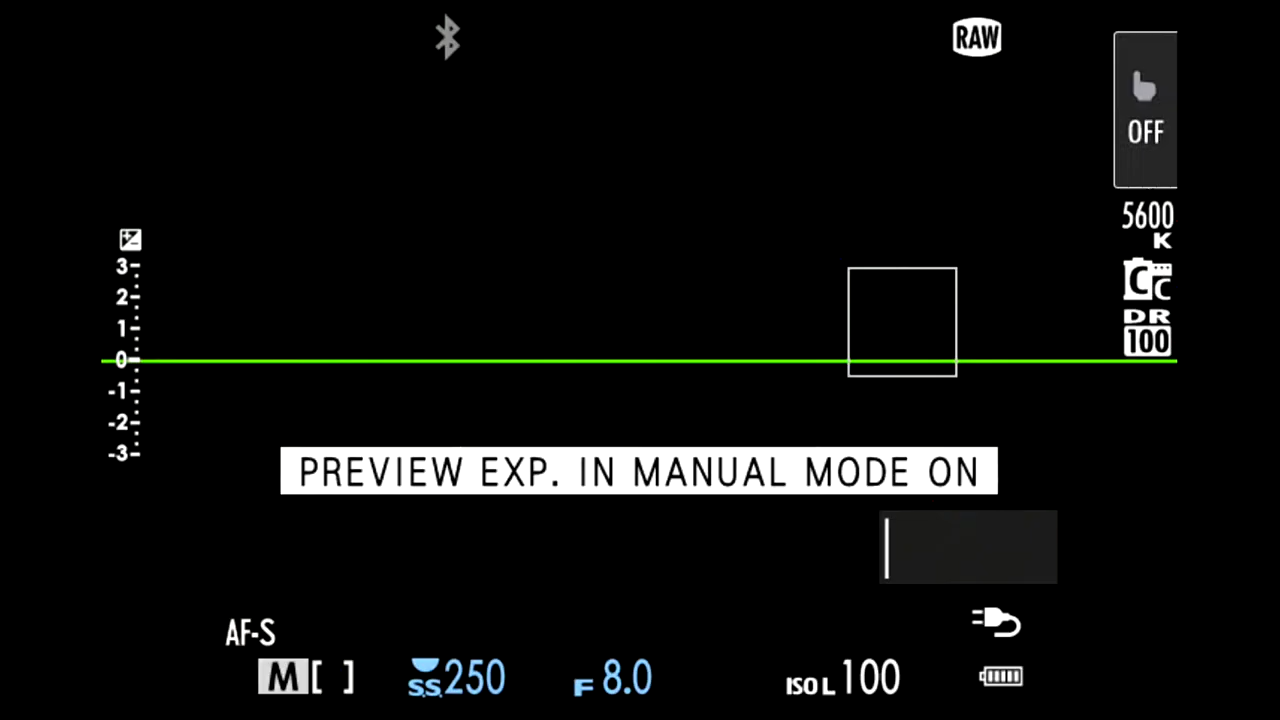 RAW
OFF
5600
K
3
2
1
0
-1
-2
-3
C
C
DR
100
PREVIEW EXP. IN MANUAL MODE ON
AF-S
M[ ] S.S. 250 F 8.0 ISO L 100